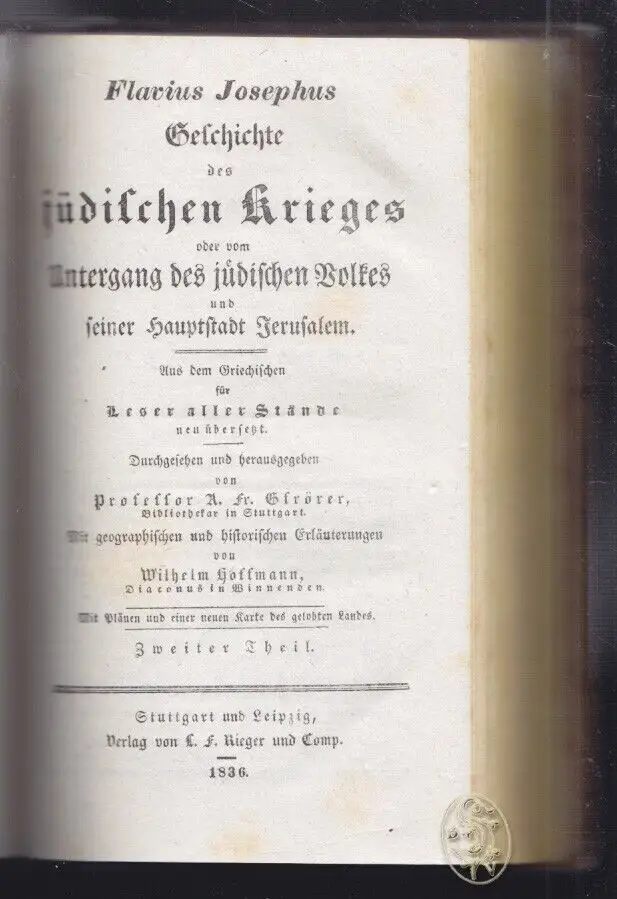 Flavius Josephus
Geſchichte
des
jüdiſchen Krieges
oder vom
Untergang des jüdiſchen Volkes
und
ſeiner Hauptſtadt Jeruſalem.
Aus dem Griechiſchen
für
Leser aller Stände
neu überſetzt.
Durchgeſehen und herausgegeben
von
Profeſſor A. Fr. Gfrörer,
Bibliothekar in Stuttgart.
Mit geographiſchen und hiſtoriſchen Erläuterungen
von
Wilhelm Hoffmann,
Diaconus in Winnenden.
Mit Plänen und einer neuen Karte des gelobten Landes.
Zweiter Theil.
Stuttgart und Leipzig,
Verlag von L. F. Rieger und Comp.
1836.